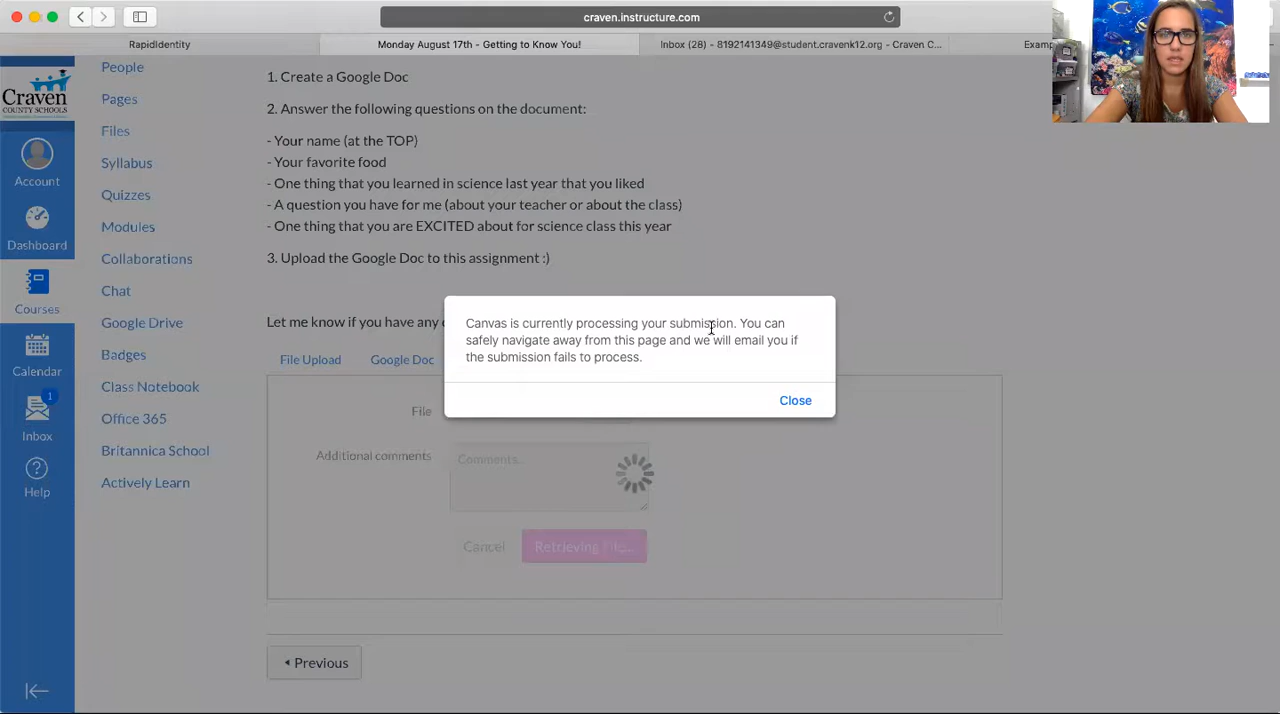 craven.instructure.com
RapidIdentity
Monday August 17th - Getting to Know You!
Inbox (28) - 8192141349@student.cravenk12.org - Craven C...
Craven
COUNTY SCHOOLS
Account
Dashboard
Courses
Calendar
1
Inbox
Help
People
Pages
Files
Syllabus
Quizzes
Modules
Collaborations
Chat
Google Drive
Badges
Class Notebook
Office 365
Britannica School
Actively Learn
1. Create a Google Doc
2. Answer the following questions on the document:
- Your name (at the TOP)
- Your favorite food
- One thing that you learned in science last year that you liked
- A question you have for me (about your teacher or about the class)
- One thing that you are EXCITED about for science class this year
3. Upload the Google Doc to this assignment :)
Let me know if you have any
File Upload
Google Doc
Canvas is currently processing your submission. You can
safely navigate away from this page and we will email you if
the submission fails to process.
Close
File
Additional comments
Comments...
Cancel
Retrieving File...
Previous